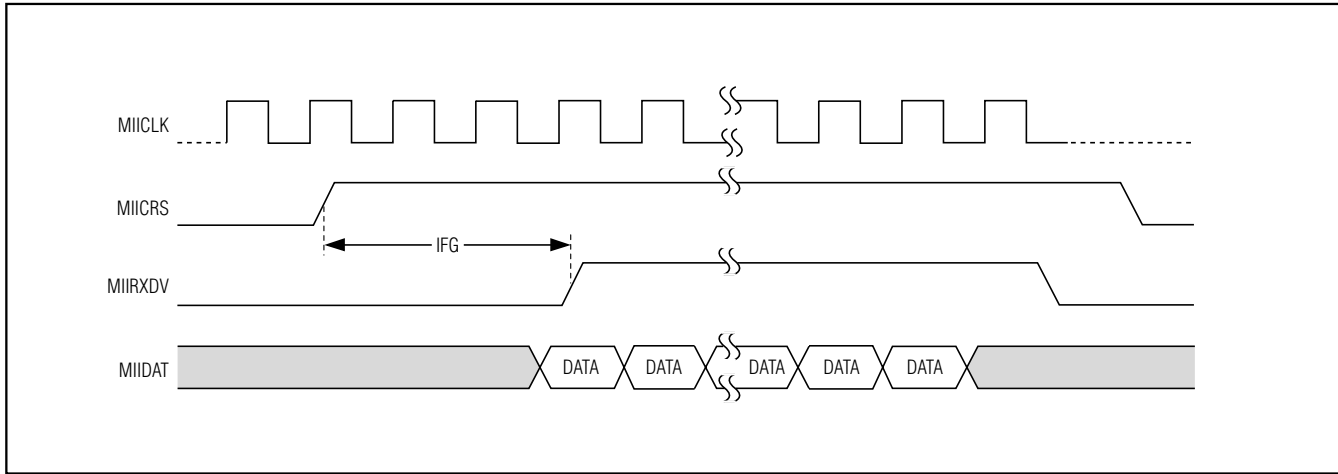 MIICLK
MIICRS
IFG
MIIRXDV
MIIDAT
DATA DATA DATA DATA DATA